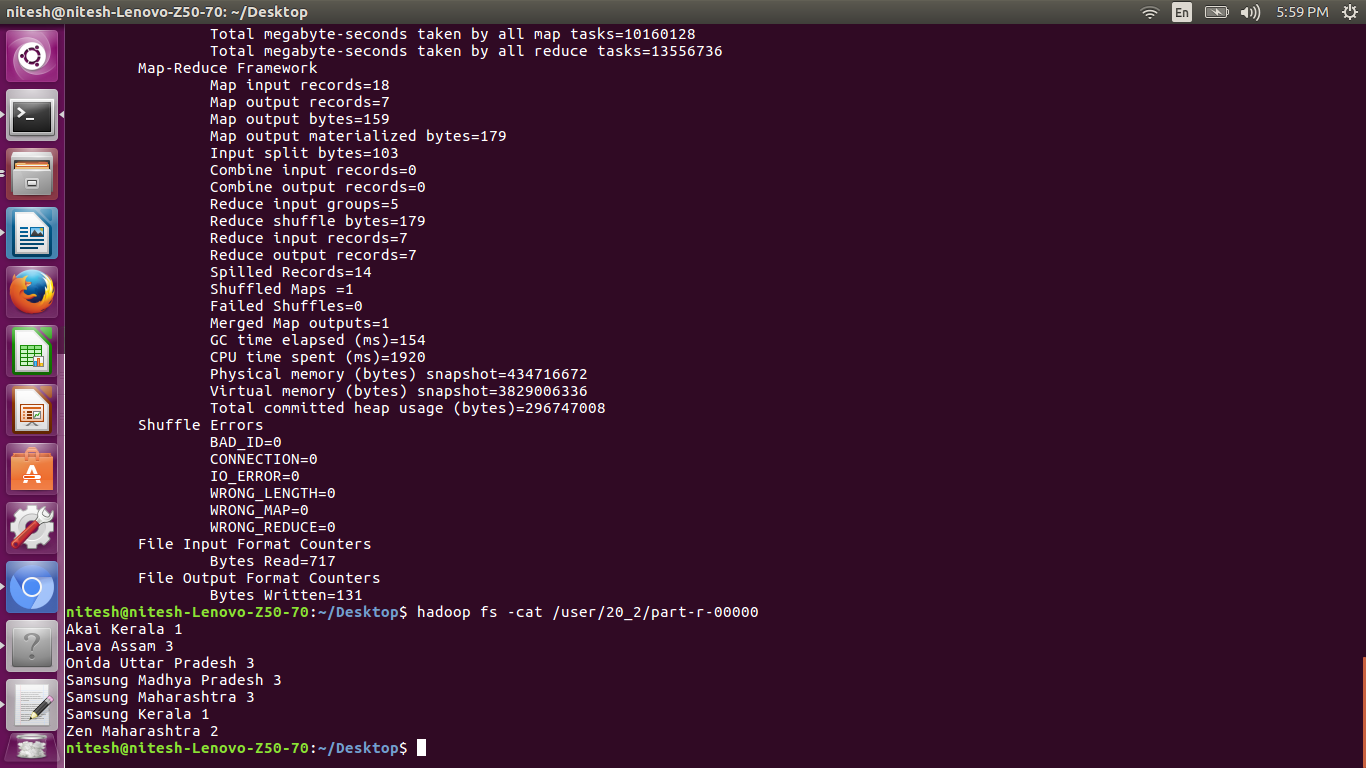 nitesh@nitesh-Lenovo-Z50-70: ~/Desktop
En
5:59 PM
Total megabyte-seconds taken by all map tasks=10160128
Total megabyte-seconds taken by all reduce tasks=13556736
Map-Reduce Framework
Map input records=18
Map output records=7
Map output bytes=159
Map output materialized bytes=179
Input split bytes=103
Combine input records=0
Combine output records=0
Reduce input groups=5
Reduce shuffle bytes=179
Reduce input records=7
Reduce output records=7
Spilled Records=14
Shuffled Maps =1
Failed Shuffles=0
Merged Map outputs=1
GC time elapsed (ms)=154
CPU time spent (ms)=1920
Physical memory (bytes) snapshot=434716672
Virtual memory (bytes) snapshot=3829006336
Total committed heap usage (bytes)=296747008
Shuffle Errors
BAD_ID=0
CONNECTION=0
IO_ERROR=0
WRONG_LENGTH=0
WRONG_MAP=0
WRONG_REDUCE=0
File Input Format Counters
Bytes Read=717
File Output Format Counters
Bytes Written=131
nitesh@nitesh-Lenovo-Z50-70:~/Desktop$ hadoop fs -cat /user/20_2/part-r-00000
Akai Kerala 1
Lava Assam 3
Onida Uttar Pradesh 3
Samsung Madhya Pradesh 3
Samsung Maharashtra 3
Samsung Kerala 1
Zen Maharashtra 2
nitesh@nitesh-Lenovo-Z50-70:~/Desktop$